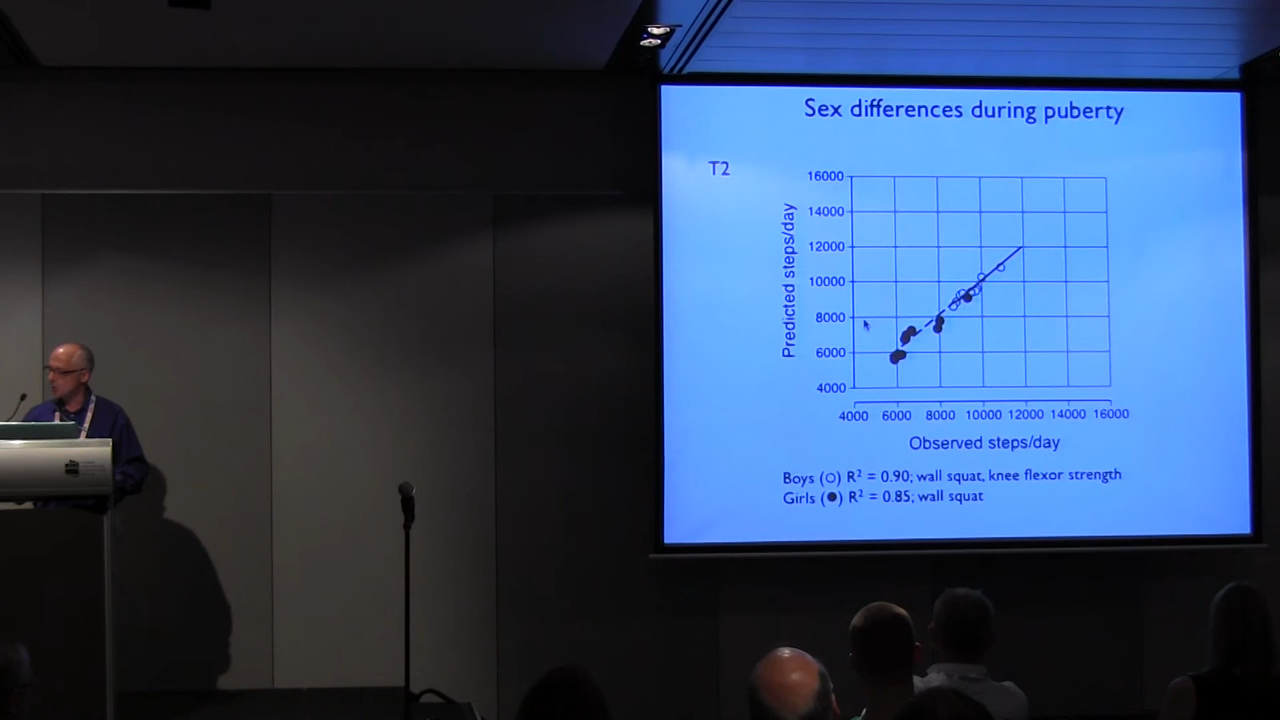 Sex differences during puberty
T2
16000
14000
12000
10000
8000
6000
4000
Predicted steps/day
4000 6000 8000 10000 12000 14000 16000
Observed steps/day
Boys (○) R² = 0.90; wall squat, knee flexor strength
Girls (●) R² = 0.85; wall squat